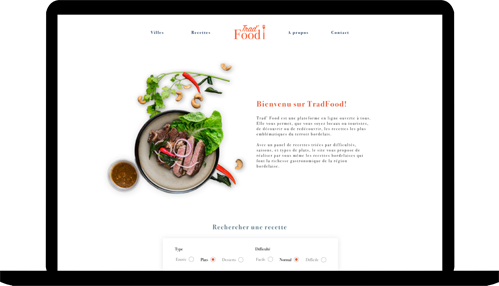 Villes
Recettes
Trad'
Food
A propos
Contact
Bienvenu sur TradFood!
Trad' Food est une plateforme en ligne ouverte à tous
Elle vous permet, que vous soyez locaux ou touristes,
de découvrir ou de redécouvrir, les recettes les plus
emblématiques du terroir bordelais.
Avec un panel de recettes triées par difficultés,
saisons, et types de plats, le site vous propose de
réaliser par vous même les recettes bordelaises qui
font la richesse gastronomique de la région
bordelaise.
Rechercher une recette
Type
Difficulté
Entrée
Plats
Desserts
Facile
Normal
Difficile